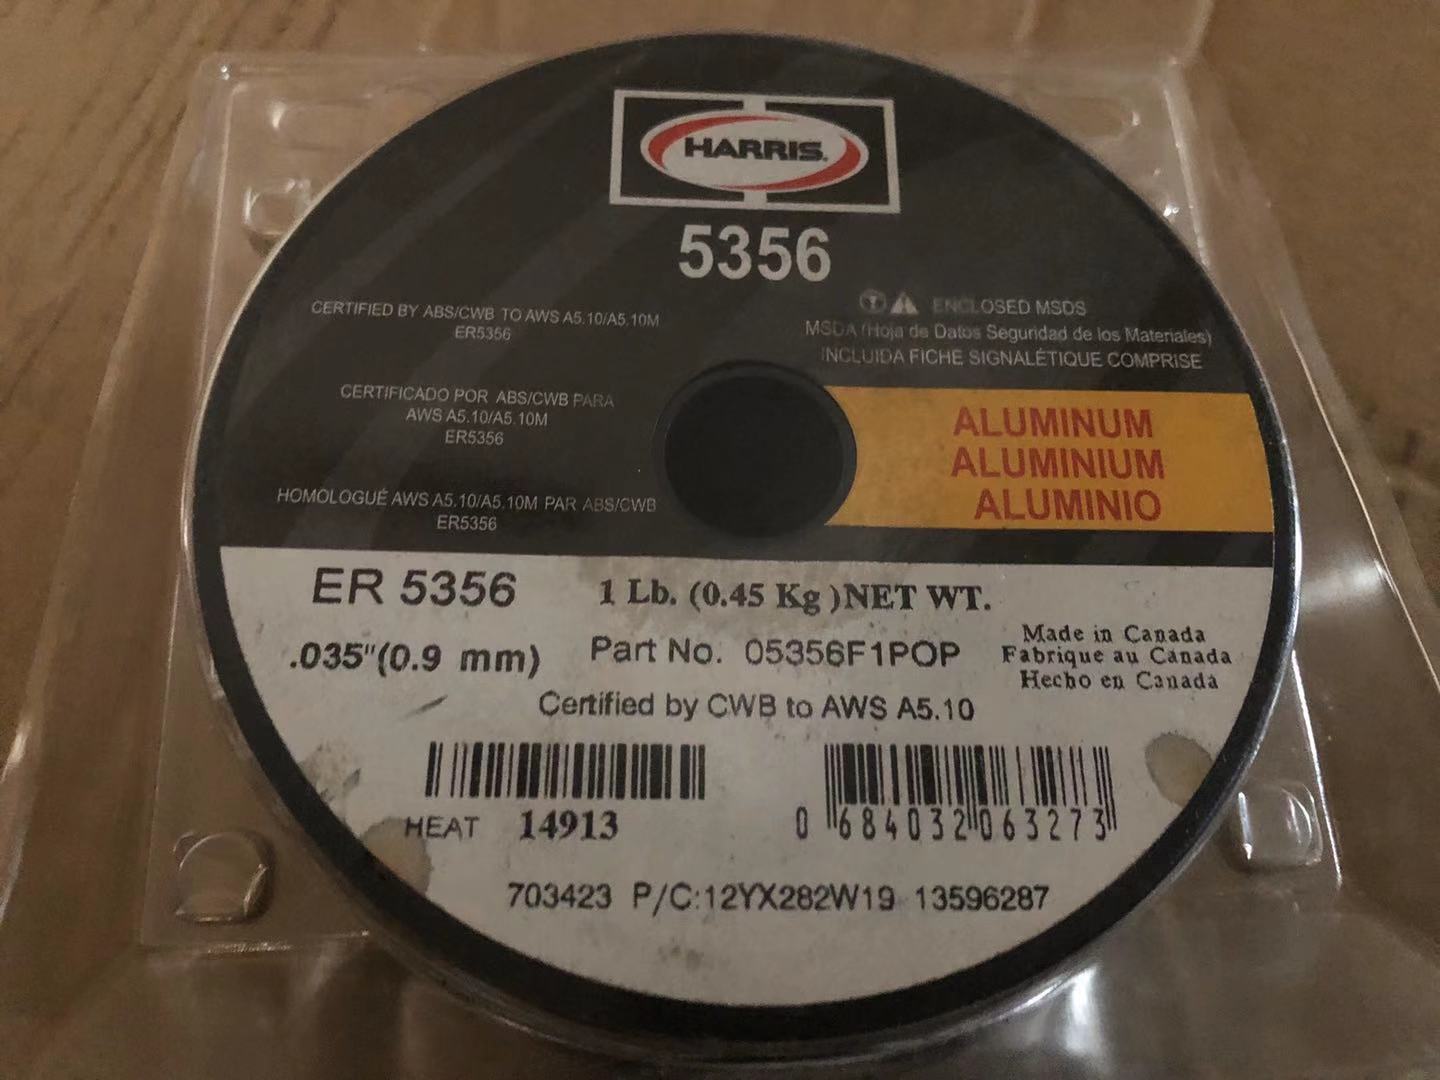 HARRIS.
5356
CERTIFIED BY ABS/CWB TO AWS A5.10/A5.10M
ER5356
ENCLOSED MSDS
MSDA (Hoja de Datos Seguridad de los Materiales)
INCLUIDA FICHE SIGNALÉTIQUE COMPRISE
CERTIFICADO POR ABS/CWB PARA
AWS A5.10/A5.10M
ER5356
ALUMINUM
ALUMINIUM
ALUMINIO
HOMOLOGUÉ AWS A5.10/A5.10M PAR ABS/CWB
ER5356
ER 5356
1 Lb. (0.45 Kg )NET WT.
.035"(0.9 mm)
Part No. 05356F1POP
Made in Canada
Fabrique au Canada
Hecho en Canada
Certified by CWB to AWS A5.10
HEAT 14913
0 684032 063273
703423 P/C:12YX282W19 13596287